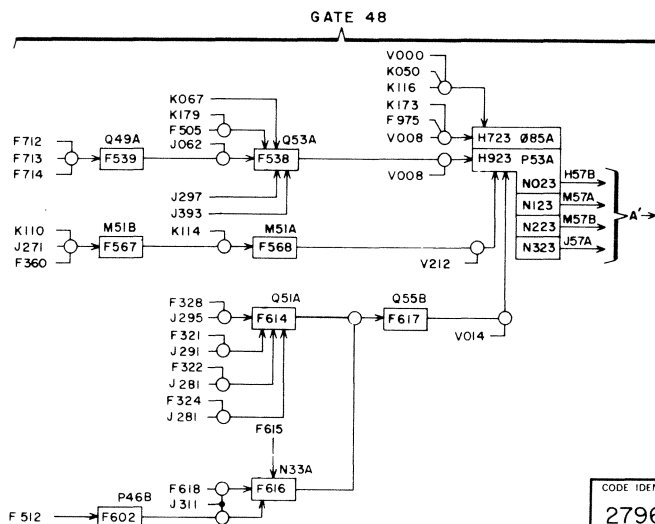 GATE 48
V000
K050
K116
K067
K179
F505
J062
K173
F975
V008
F712
F713
F714
Q49A
F539
Q53A
F538
H723 Ø85A
H923 P53A
V008
J297
J393
N023 H57B
N123 M57A
N223 M57B
N323 J57A
A'
K110
J271
F360
M51B
F567
K114
M51A
F568
V212
F328
J295
Q51A
F614
Q55B
F617
V014
F321
J291
F322
J281
F324
J281
F615
F618
J311
N33A
F616
F512
P46B
F602
CODE IDEN
2796